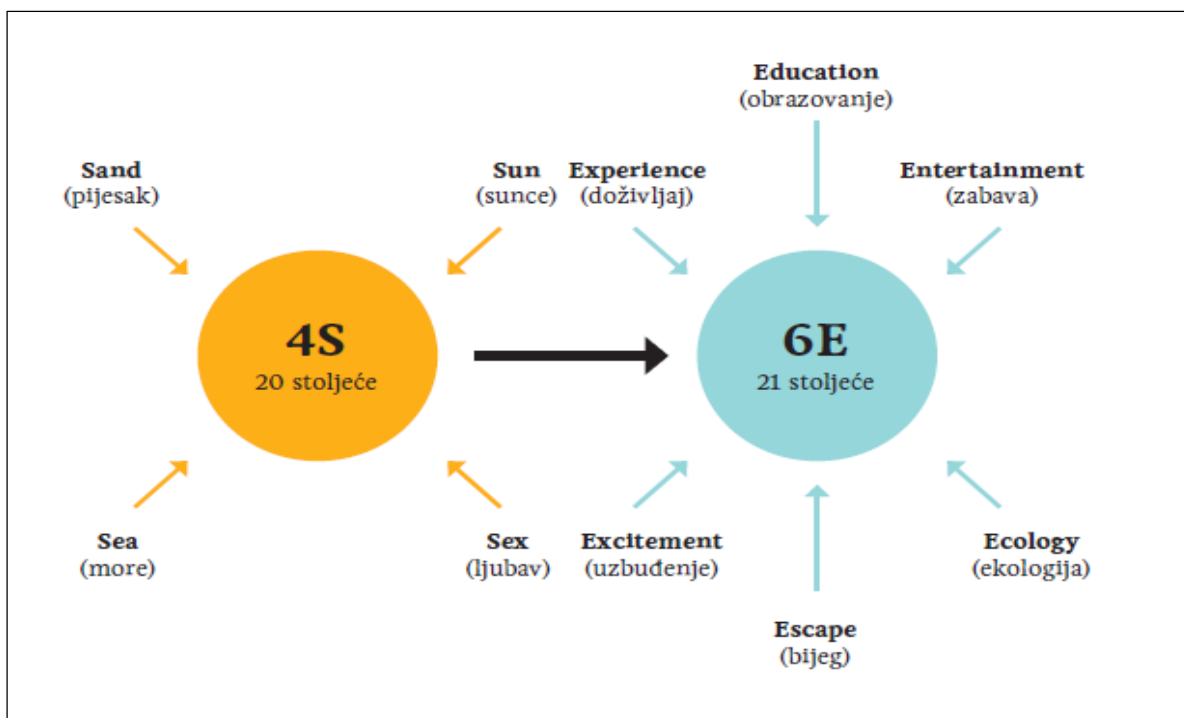 Education
(obrazovanje)
Sand
(pijesak)
Sun
(sunce)
Experience
(doživljaj)
Entertainment
(zabava)
4S
20 stoljeće
6E
21 stoljeće
Sea
(more)
Sex
(ljubav)
Excitement
(uzbuđenje)
Ecology
(ekologija)
Escape
(bijeg)